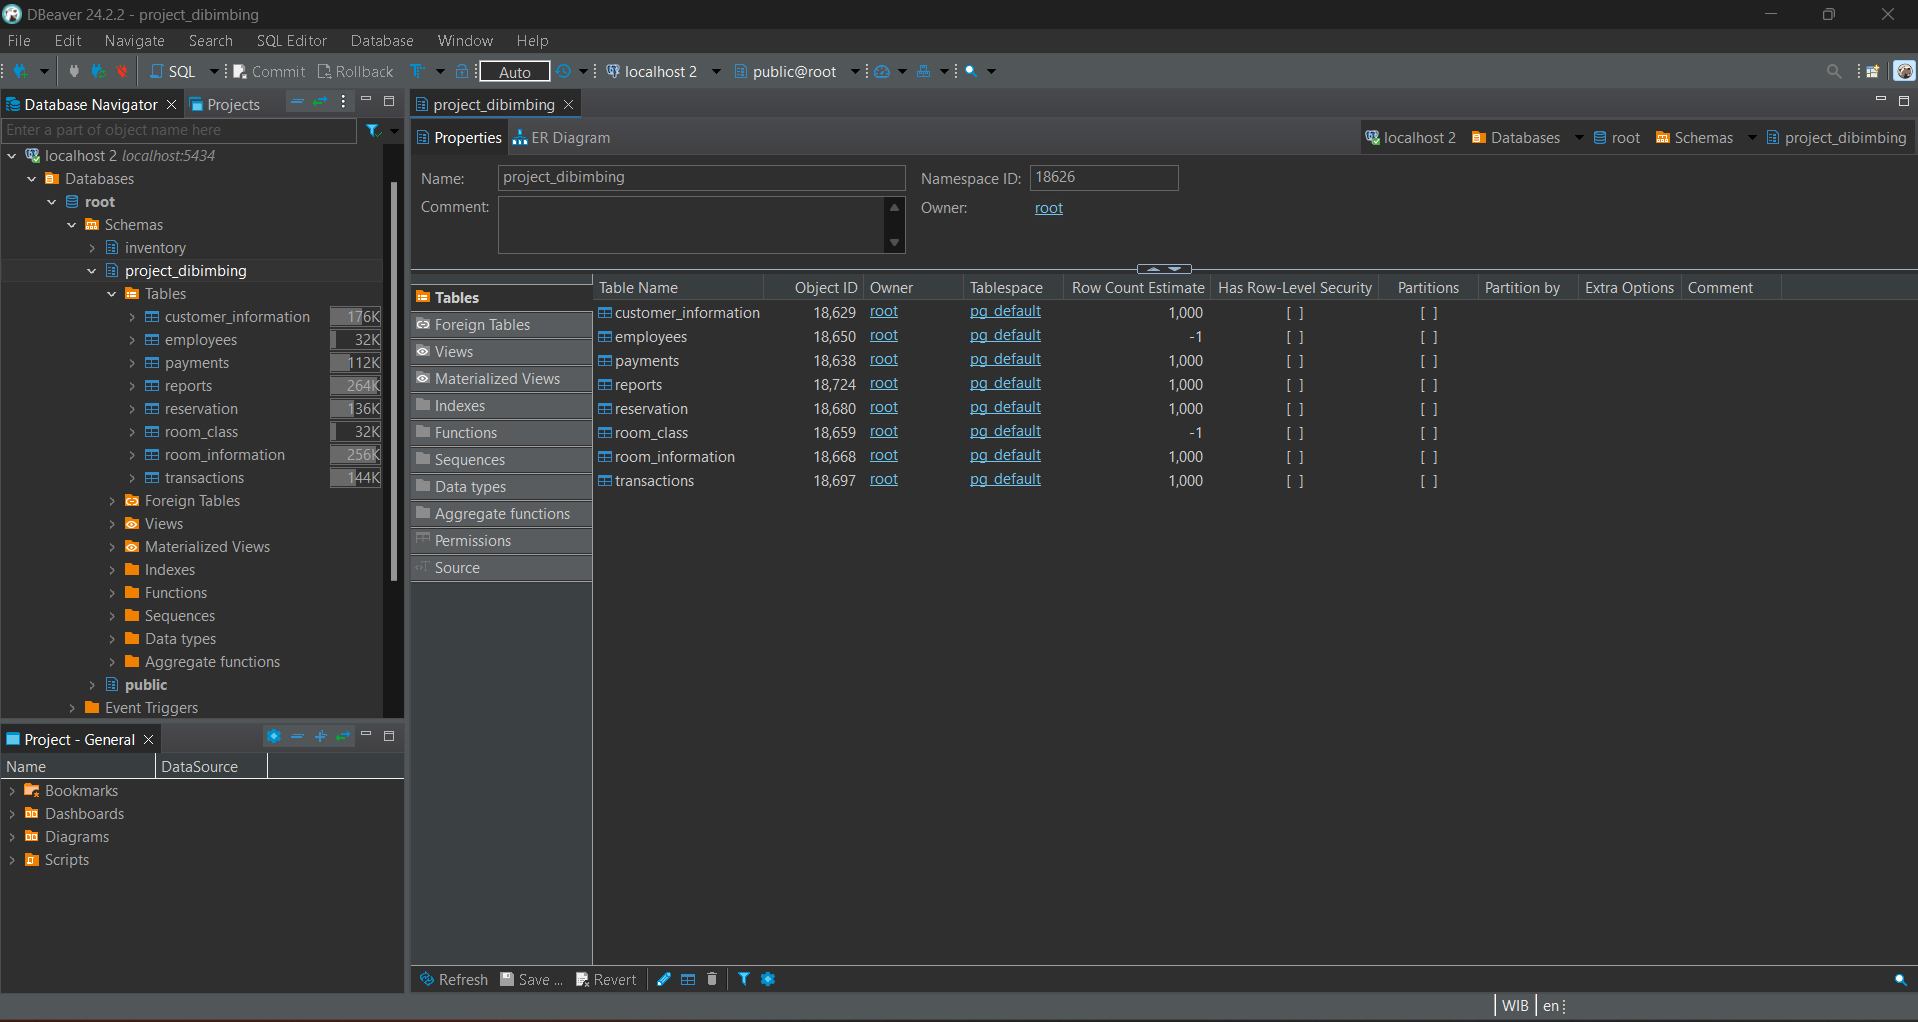 DBeaver 24.2.2 - project_dibimbing
File Edit Navigate Search SQL Editor Database Window Help
SQL Commit Rollback Auto localhost 2 public@root
Database Navigator Projects
Enter a part of object name here
localhost 2 localhost:5434
Databases
root
Schemas
inventory
project_dibimbing
Tables
customer_information 176K
employees 32K
payments 112K
reports 264K
reservation 136K
room_class 32K
room_information 256K
transactions 144K
Foreign Tables
Views
Materialized Views
Indexes
Functions
Sequences
Data types
Aggregate functions
public
Event Triggers
Project - General
Name DataSource
Bookmarks
Dashboards
Diagrams
Scripts
project_dibimbing
Properties ER Diagram
localhost 2 Databases root Schemas project_dibimbing
Name: project_dibimbing Namespace ID: 18626
Comment: Owner: root
Tables
Foreign Tables
Views
Materialized Views
Indexes
Functions
Sequences
Data types
Aggregate functions
Permissions
Source
Table Name Object ID Owner Tablespace Row Count Estimate Has Row-Level Security Partitions Partition by Extra Options Comment
customer_information 18,629 root pg_default 1,000 [ ] [ ]
employees 18,650 root pg_default -1 [ ] [ ]
payments 18,638 root pg_default 1,000 [ ] [ ]
reports 18,724 root pg_default 1,000 [ ] [ ]
reservation 18,680 root pg_default 1,000 [ ] [ ]
room_class 18,659 root pg_default -1 [ ] [ ]
room_information 18,668 root pg_default 1,000 [ ] [ ]
transactions 18,697 root pg_default 1,000 [ ] [ ]
Refresh Save ... Revert
WIB en